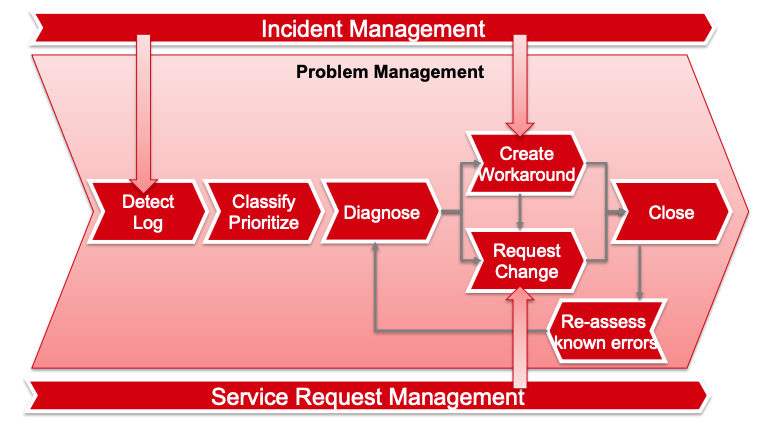 Incident Management
Problem Management
Create
Workaround
Detect
Log
Classify
Prioritize
Diagnose
Close
Request
Change
Re-assess
known errors
Service Request Management